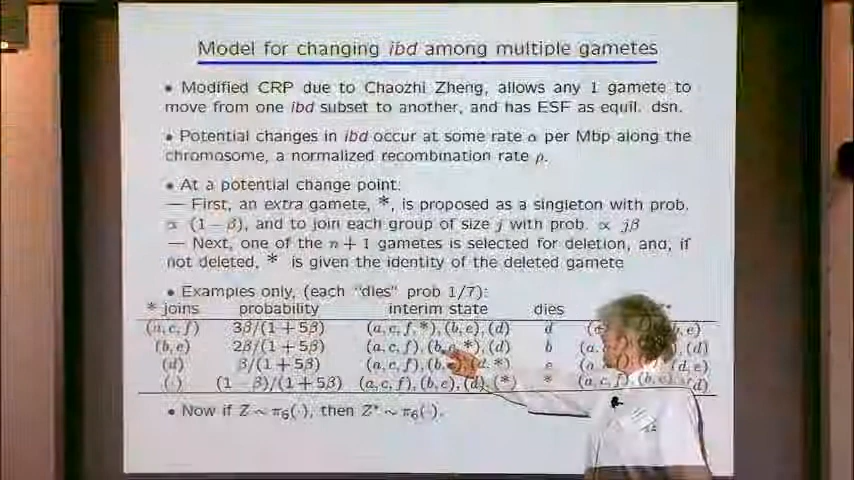 Model for changing ibd among multiple gametes
• Modified CRP due to Chaozhi Zheng, allows any 1 gamete to
move from one ibd subset to another, and has ESF as equil. dsn.
• Potential changes in ibd occur at some rate α per Mbp along the
chromosome, a normalized recombination rate ρ.
• At a potential change point:
— First, an extra gamete, *, is proposed as a singleton with prob.
∝ (1 − β), and to join each group of size j with prob. ∝ jβ
— Next, one of the n + 1 gametes is selected for deletion, and, if
not deleted, * is given the identity of the deleted gamete
• Examples only, (each "dies" prob 1/7):
* joins probability interim state dies
(a, c, f) 3β/(1 + 5β) (a, c, f, *), (b, e), (d) d
(b, e) 2β/(1 + 5β) (a, c, f), (b, e, *), (d) b (d)
(d) β/(1 + 5β) (a, c, f), (d, *) (d, e)
(·) (1 − β)/(1 + 5β) (a, c, f), (b, e), (d), (*) * (a, c, f), (b, e), (d)
• Now if Z ∼ π6(·), then Z* ∼ π6(·).